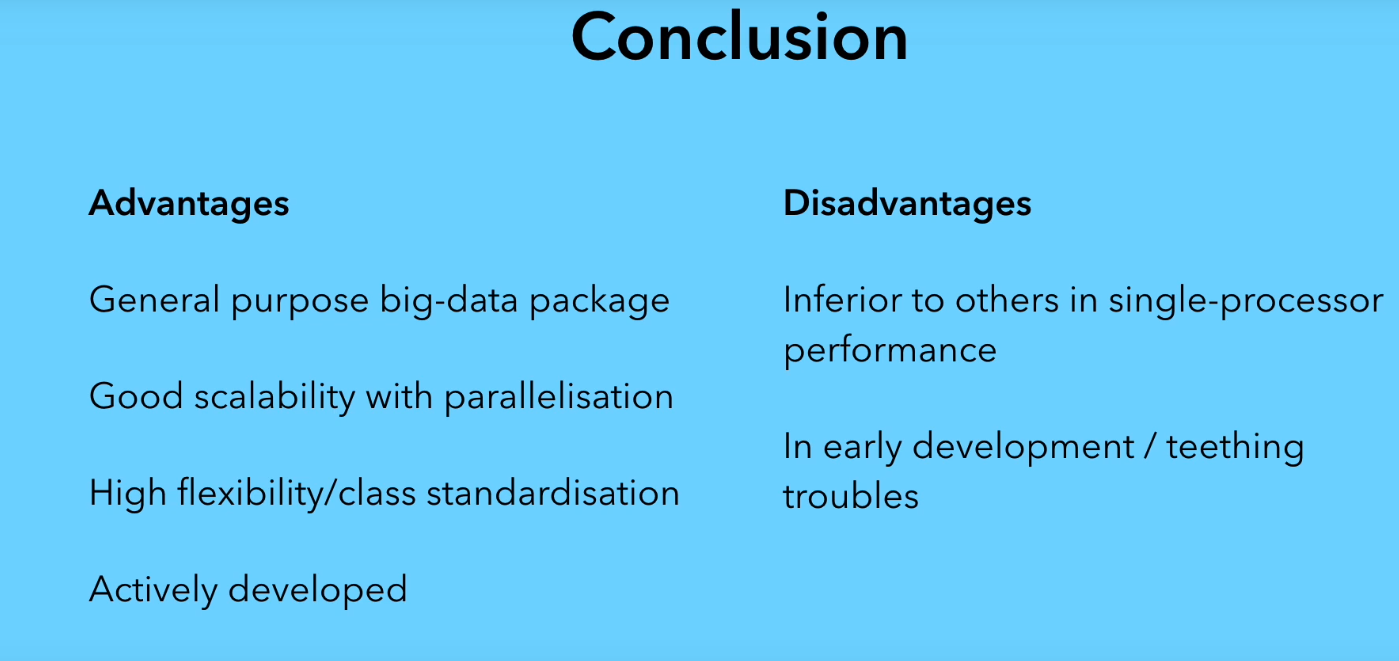 Conclusion
Advantages
General purpose big-data package
Good scalability with parallelisation
High flexibility/class standardisation
Actively developed
Disadvantages
Inferior to others in single-processor
performance
In early development / teething
troubles